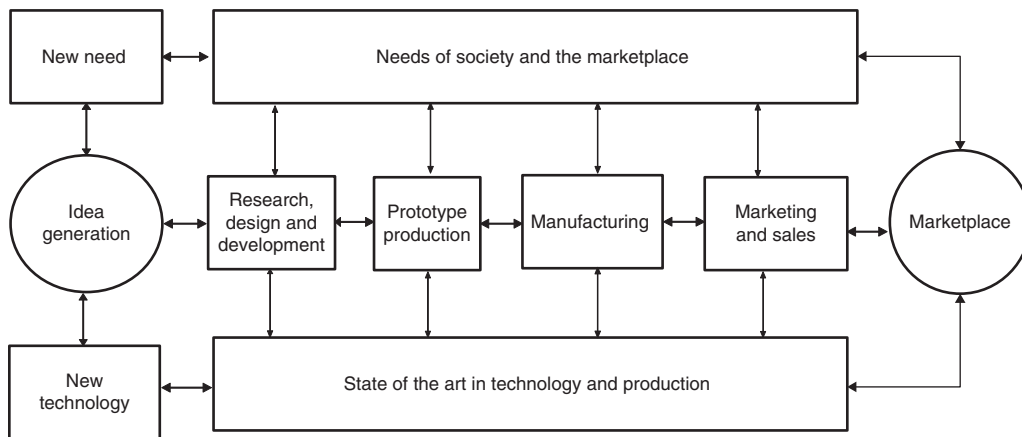 New need
Needs of society and the marketplace
Idea
generation
Research,
design and
development
Prototype
production
Manufacturing
Marketing
and sales
Marketplace
New
technology
State of the art in technology and production